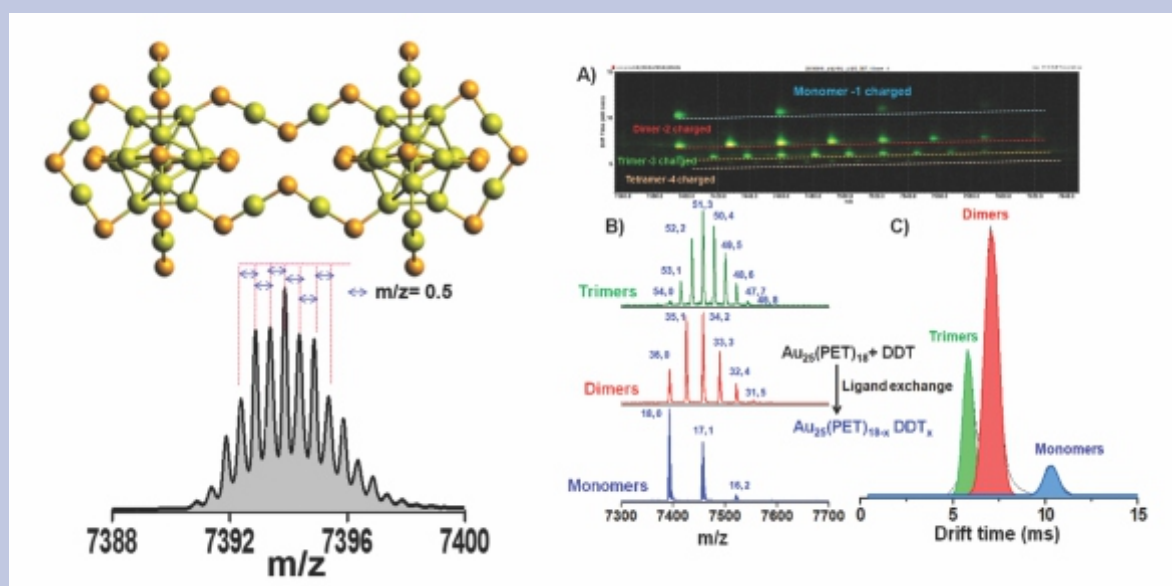 m/z= 0.5
7388
7392
7396
7400
m/z
A)
Monomer -1 charged
Dimer-2 charged
Trimer-3 charged
Tetramer-4 charged
B)
51,3
52,2
50,4
53,1
49,5
54,0
48,6
47,7
46,8
Trimers
35,1
34,2
36,0
33,3
32,4
31,5
Dimers
18,0
17,1
16,2
Monomers
7300
7400
7500
7600
7700
m/z
Au25(PET)18+ DDT
Ligand exchange
Au25(PET)18-x DDTx
C)
Dimers
Trimers
Monomers
0
5
10
15
Drift time (ms)